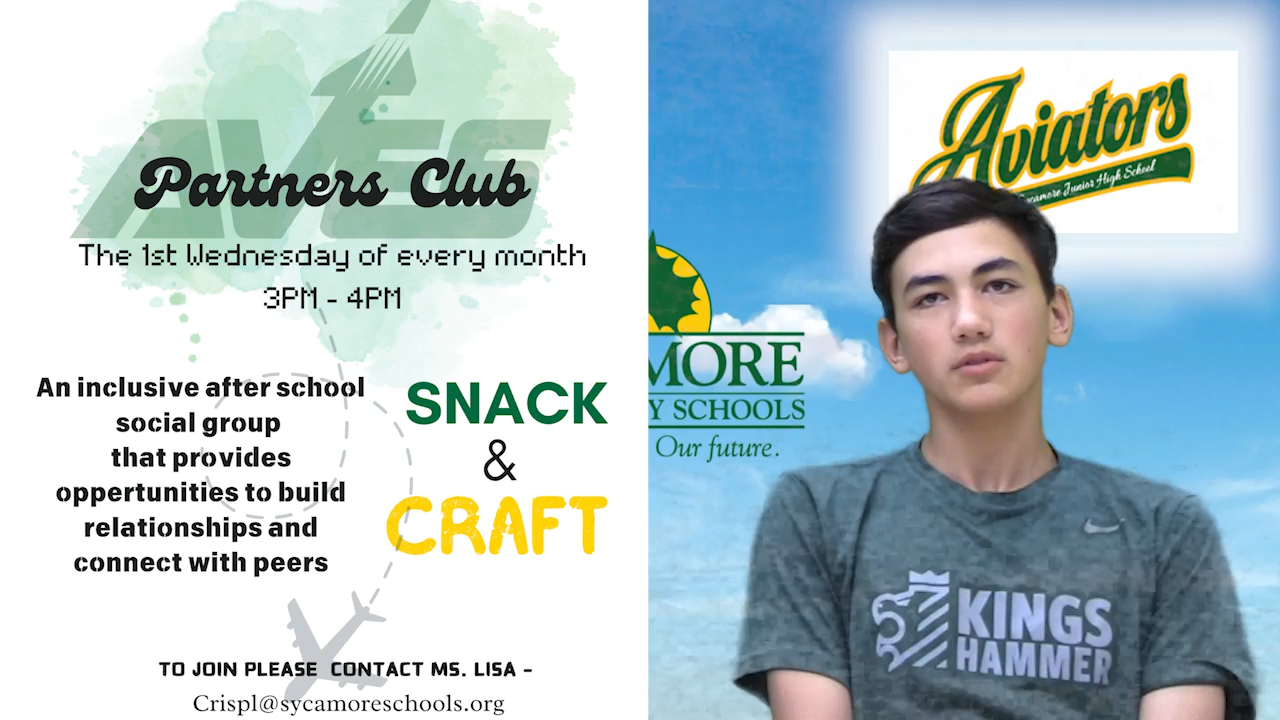 AVES
Partners Club
The 1st Wednesday of every month
3PM - 4PM
An inclusive after school
social group
that provides
oppertunities to build
relationships and
connect with peers
SNACK
&
CRAFT
TO JOIN PLEASE CONTACT MS. LISA -
Crispl@sycamoreschools.org
Aviators
Sycamore Junior High School
MORE
Y SCHOOLS
Our future.
KINGS
HAMMER